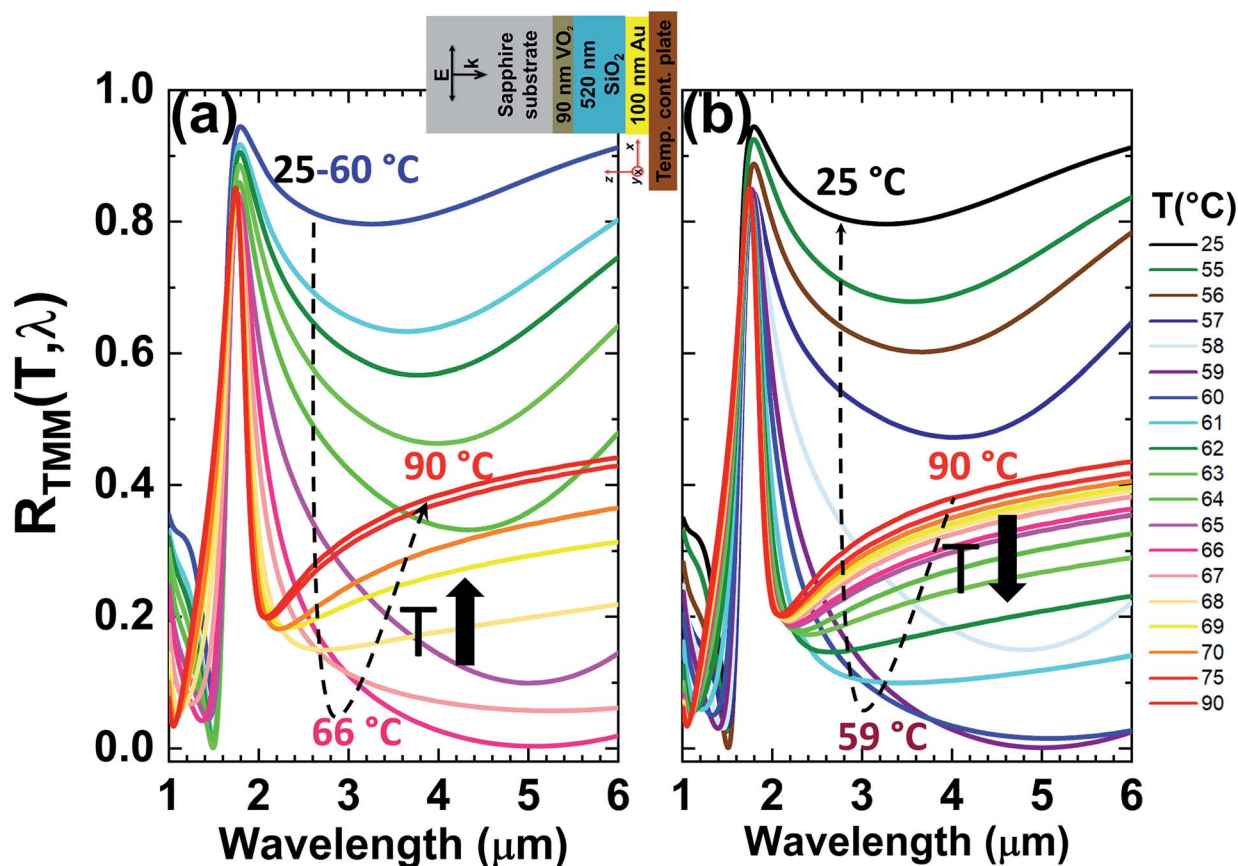 E
k
Sapphire
substrate
90 nm VO₂
520 nm
SiO₂
100 nm Au
Temp. cont. plate
z
x
y
(a)
25-60 °C
90 °C
T
66 °C
R_TMM(T,λ)
1.0
0.8
0.6
0.4
0.2
0.0
1 2 3 4 5 6
Wavelength (μm)
(b)
25 °C
90 °C
T
59 °C
1 2 3 4 5 6
Wavelength (μm)
T(°C)
25
55
56
57
58
59
60
61
62
63
64
65
66
67
68
69
70
75
90